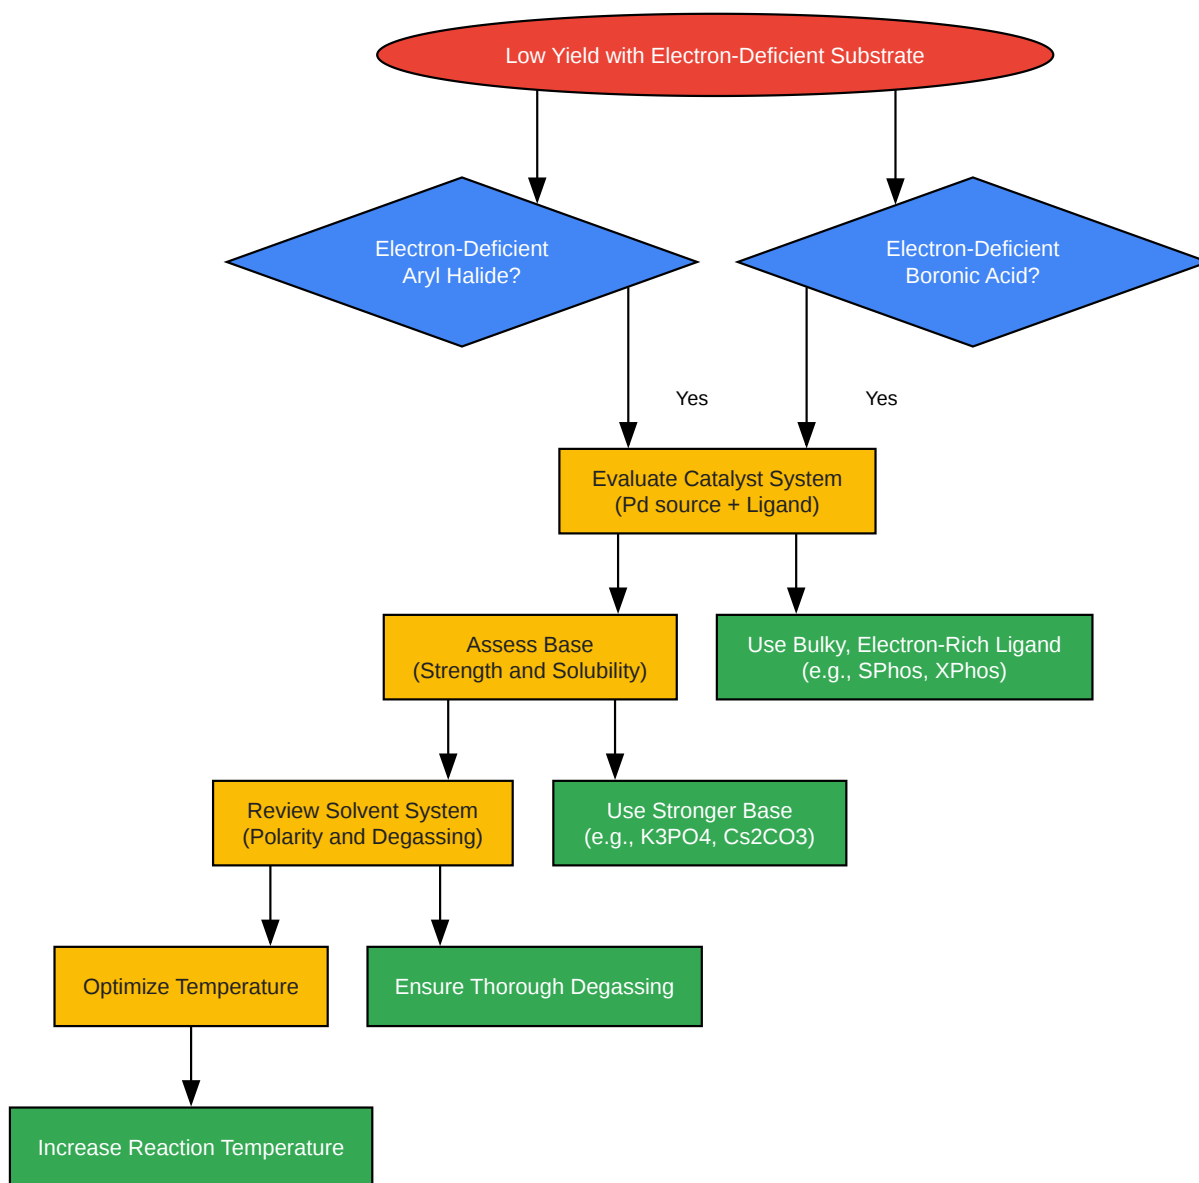 Low Yield with Electron-Deficient Substrate
Electron-Deficient
Aryl Halide?
Electron-Deficient
Boronic Acid?
Yes
Yes
Evaluate Catalyst System
(Pd source + Ligand)
Assess Base
(Strength and Solubility)
Use Bulky, Electron-Rich Ligand
(e.g., SPhos, XPhos)
Review Solvent System
(Polarity and Degassing)
Use Stronger Base
(e.g., K3PO4, Cs2CO3)
Optimize Temperature
Ensure Thorough Degassing
Increase Reaction Temperature